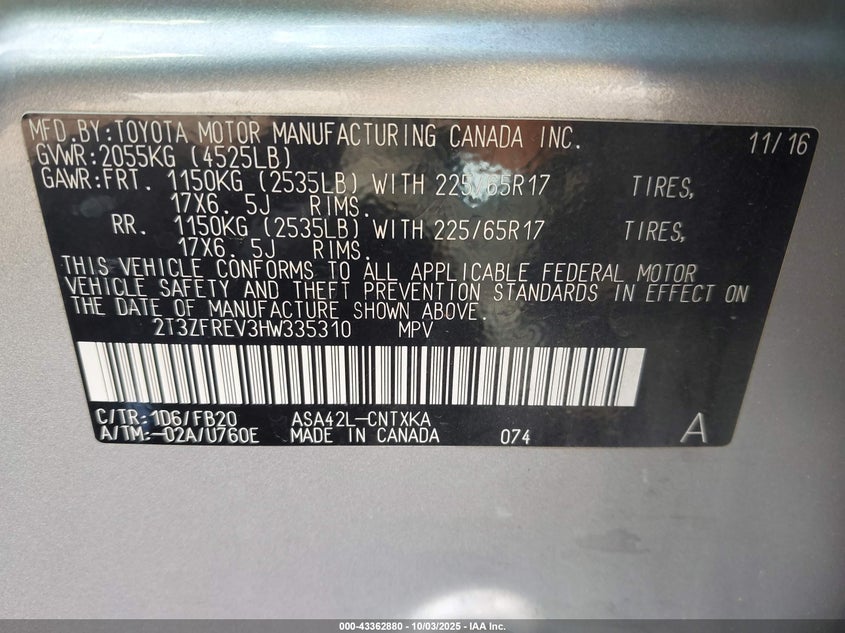 MFD.BY:TOYOTA MOTOR MANUFACTURING CANADA INC. 11/16
GVWR:2055KG (4525LB)
GAWR:FRT. 1150KG (2535LB) WITH 225/65R17 TIRES,
17X6.5J RIMS.
RR. 1150KG (2535LB) WITH 225/65R17 TIRES,
17X6.5J RIMS.
THIS VEHICLE CONFORMS TO ALL APPLICABLE FEDERAL MOTOR
VEHICLE SAFETY AND THEFT PREVENTION STANDARDS IN EFFECT ON
THE DATE OF MANUFACTURE SHOWN ABOVE.
2T3ZFREV3HW335310 MPV
C/TR:1D6/FB20 ASA42L-CNTXKA
A/TM:-02A/U760E MADE IN CANADA 074 A
000-43362880 - 10/03/2025 - IAA Inc.